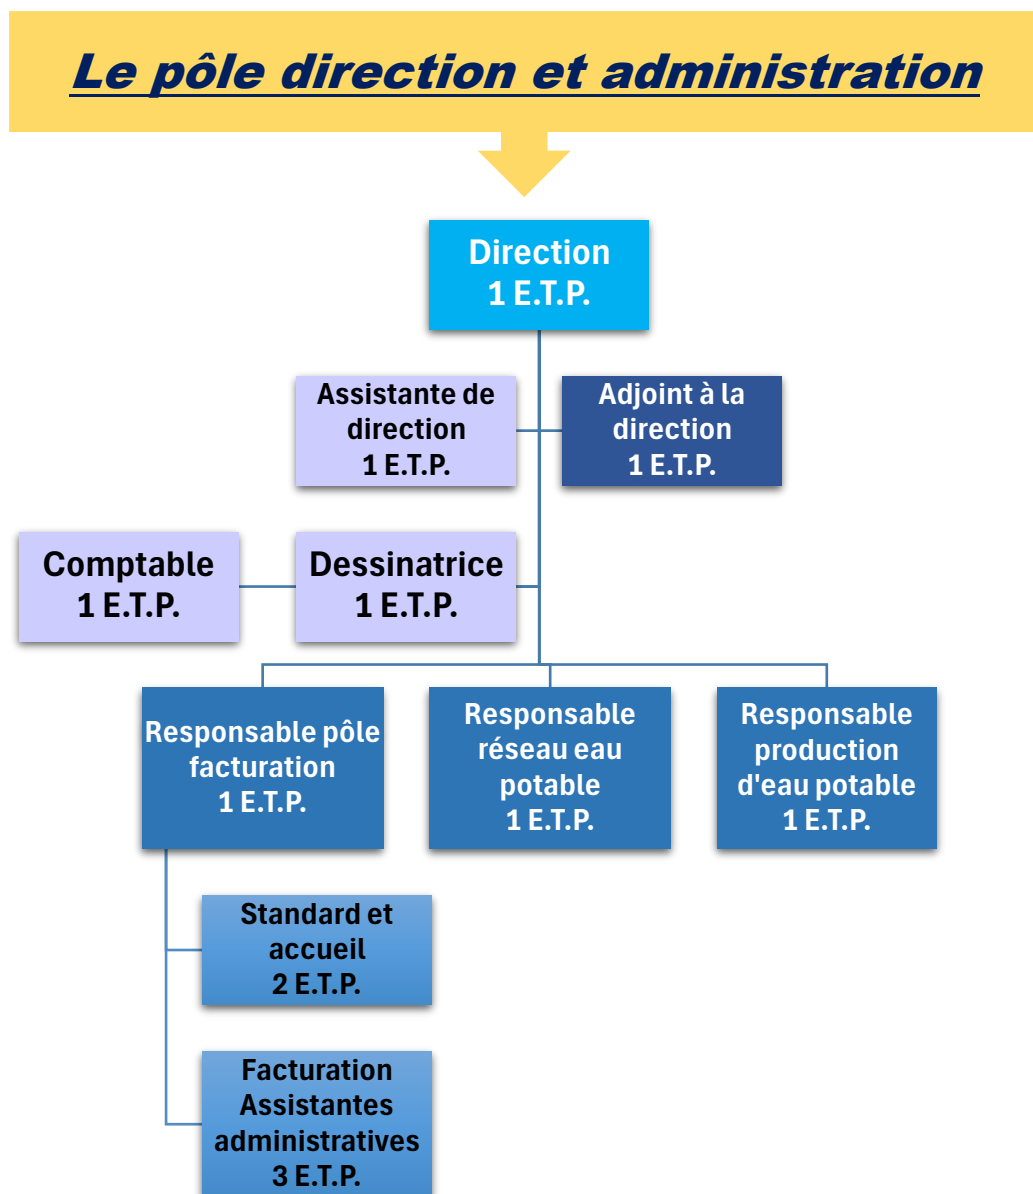 Le pôle direction et administration
Direction
1 E.T.P.
Assistante de
direction
1 E.T.P.
Adjoint à la
direction
1 E.T.P.
Comptable
1 E.T.P.
Dessinatrice
1 E.T.P.
Responsable pôle
facturation
1 E.T.P.
Responsable
réseau eau
potable
1 E.T.P.
Responsable
production
d'eau potable
1 E.T.P.
Standard et
accueil
2 E.T.P.
Facturation
Assistantes
administratives
3 E.T.P.